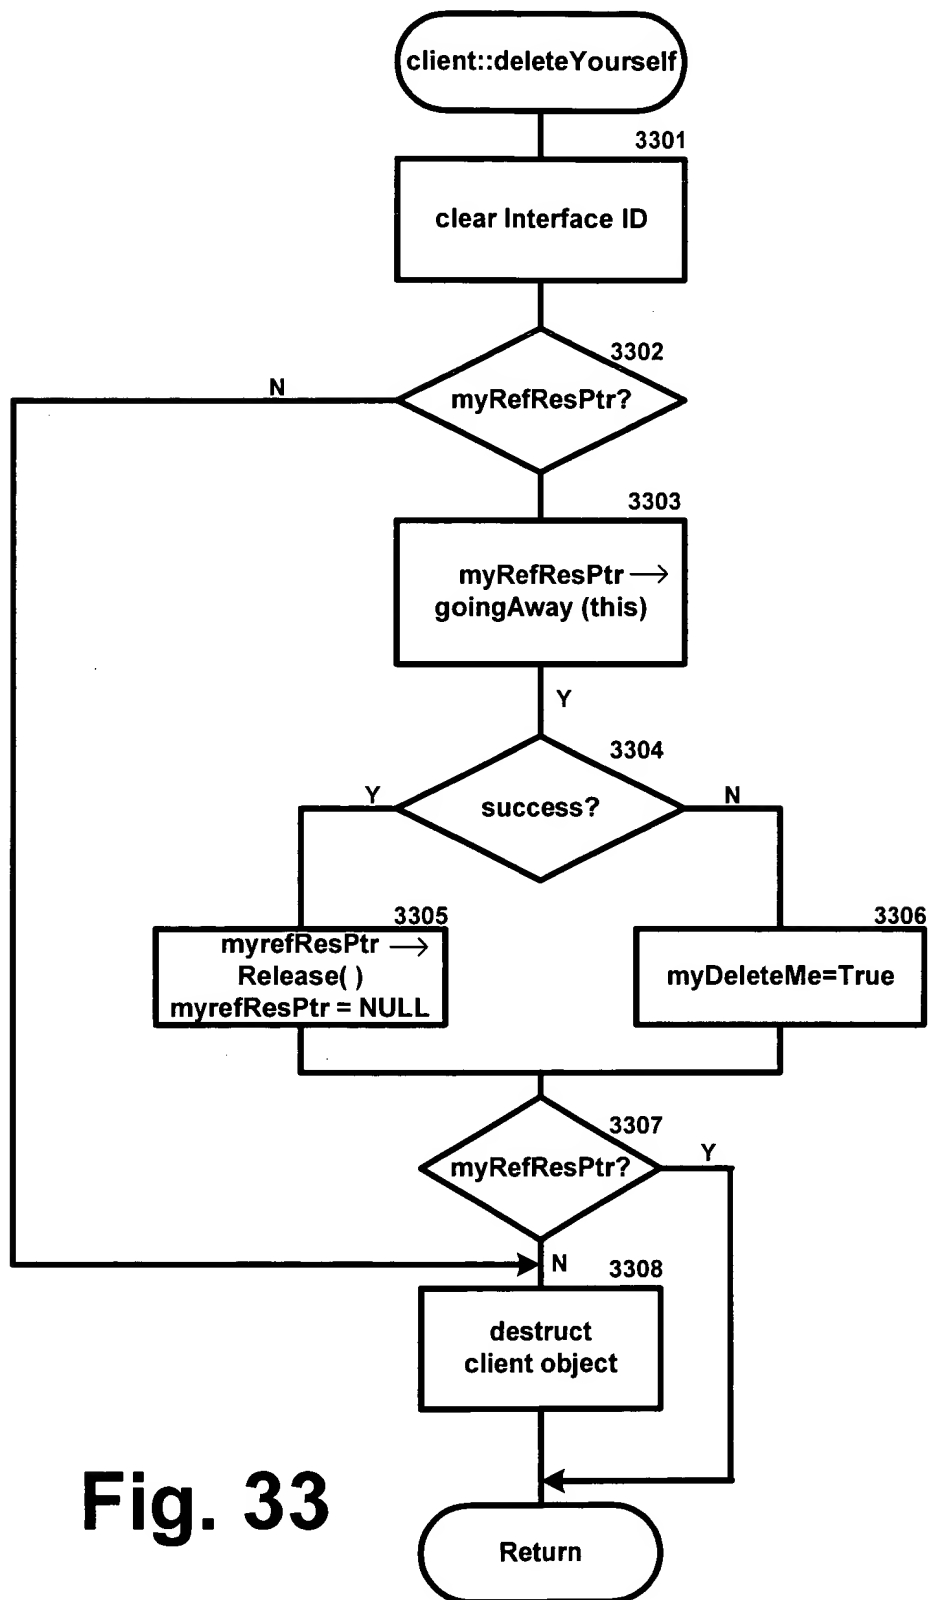 client::deleteYourself
3301
clear Interface ID
3302
myRefResPtr?
N
3303
myRefResPtr →
goingAway (this)
Y
3304
success?
Y
N
3305
myrefResPtr →
Release( )
myrefResPtr = NULL
3306
myDeleteMe=True
3307
myRefResPtr?
Y
N
3308
destruct
client object
Return
Fig. 33